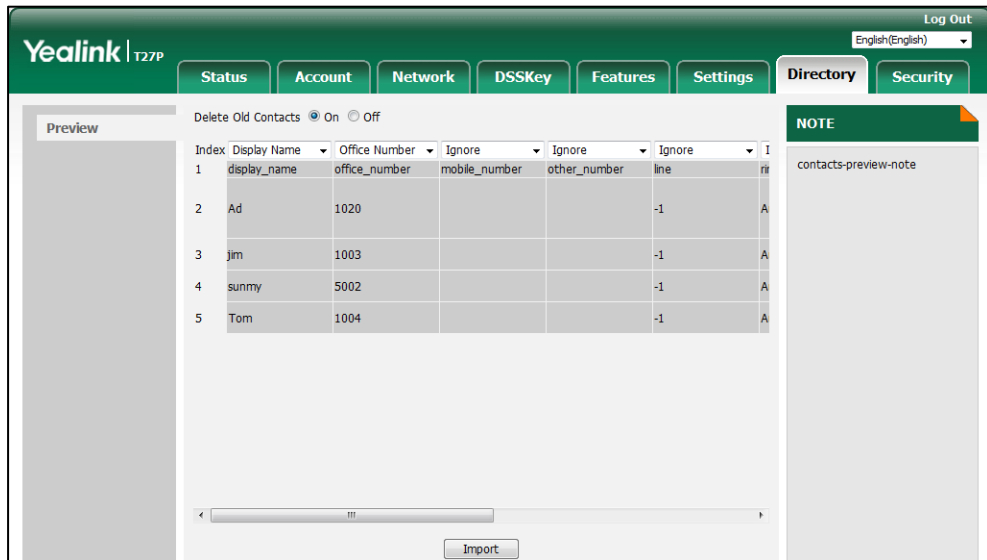 Log Out
Yealink T27P
English(English)
Status Account Network DSSKey Features Settings Directory Security
Preview
Delete Old Contacts On Off
NOTE
contacts-preview-note
Index Display Name Office Number Ignore Ignore Ignore
1 display_name office_number mobile_number other_number line
2 Ad 1020 -1
3 jim 1003 -1
4 sunmy 5002 -1
5 Tom 1004 -1
Import